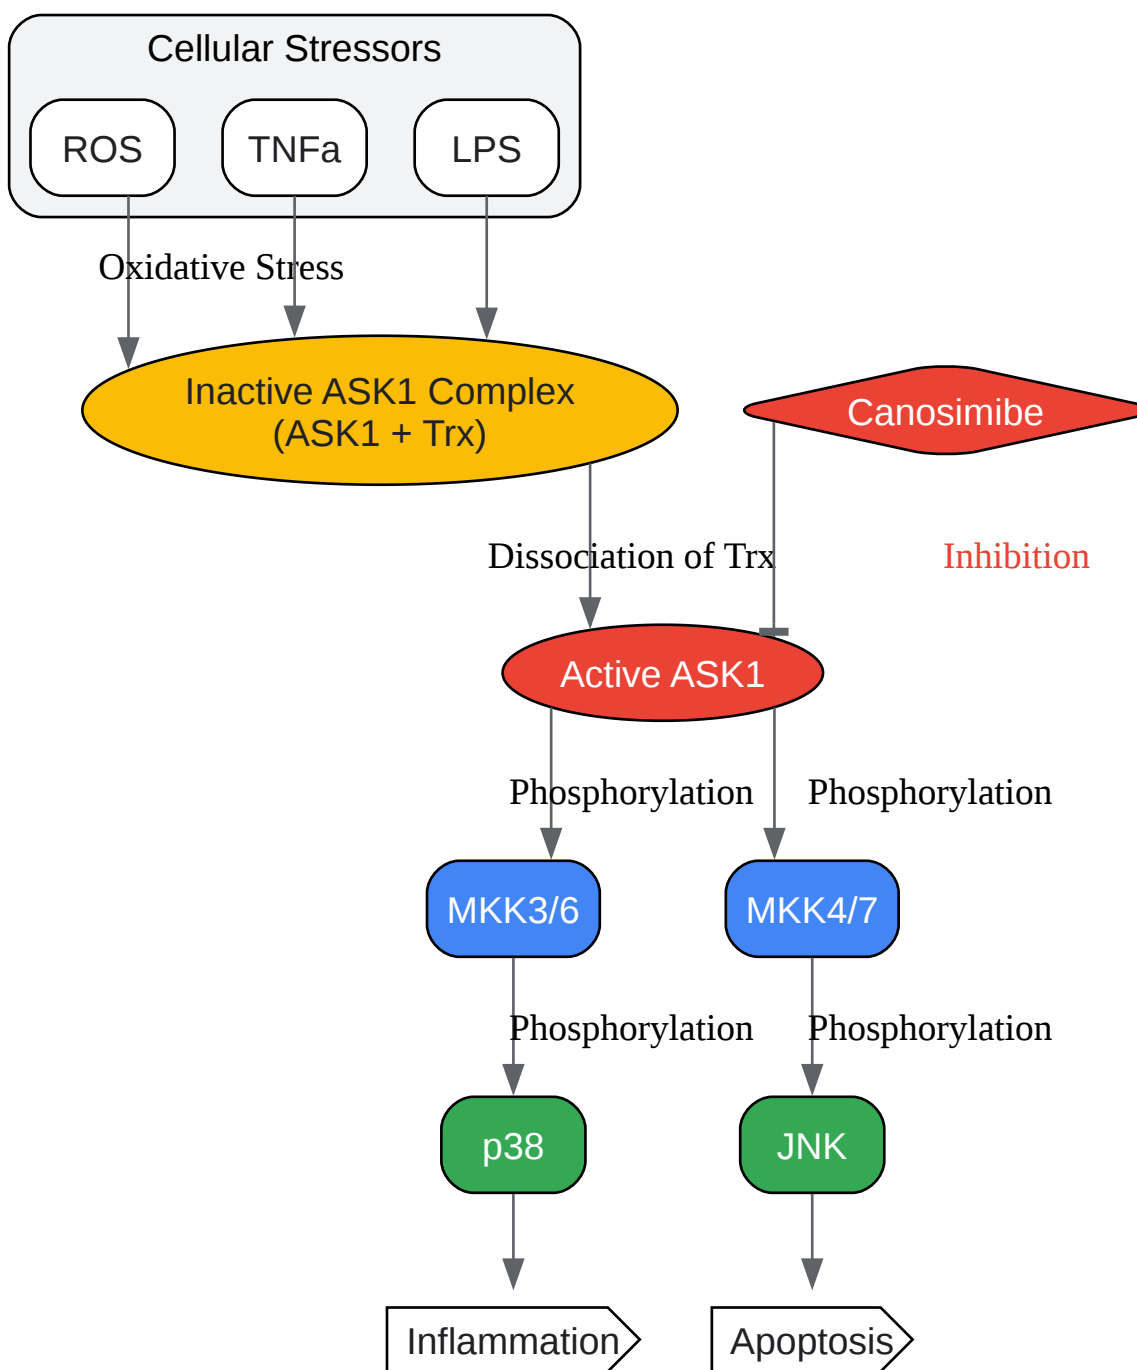 Cellular Stressors
ROS
TNFa
LPS
Oxidative Stress
Inactive ASK1 Complex
(ASK1 + Trx)
Canosimibe
Dissociation of Trx
Inhibition
Active ASK1
Phosphorylation
Phosphorylation
MKK3/6
MKK4/7
Phosphorylation
Phosphorylation
p38
JNK
Inflammation
Apoptosis